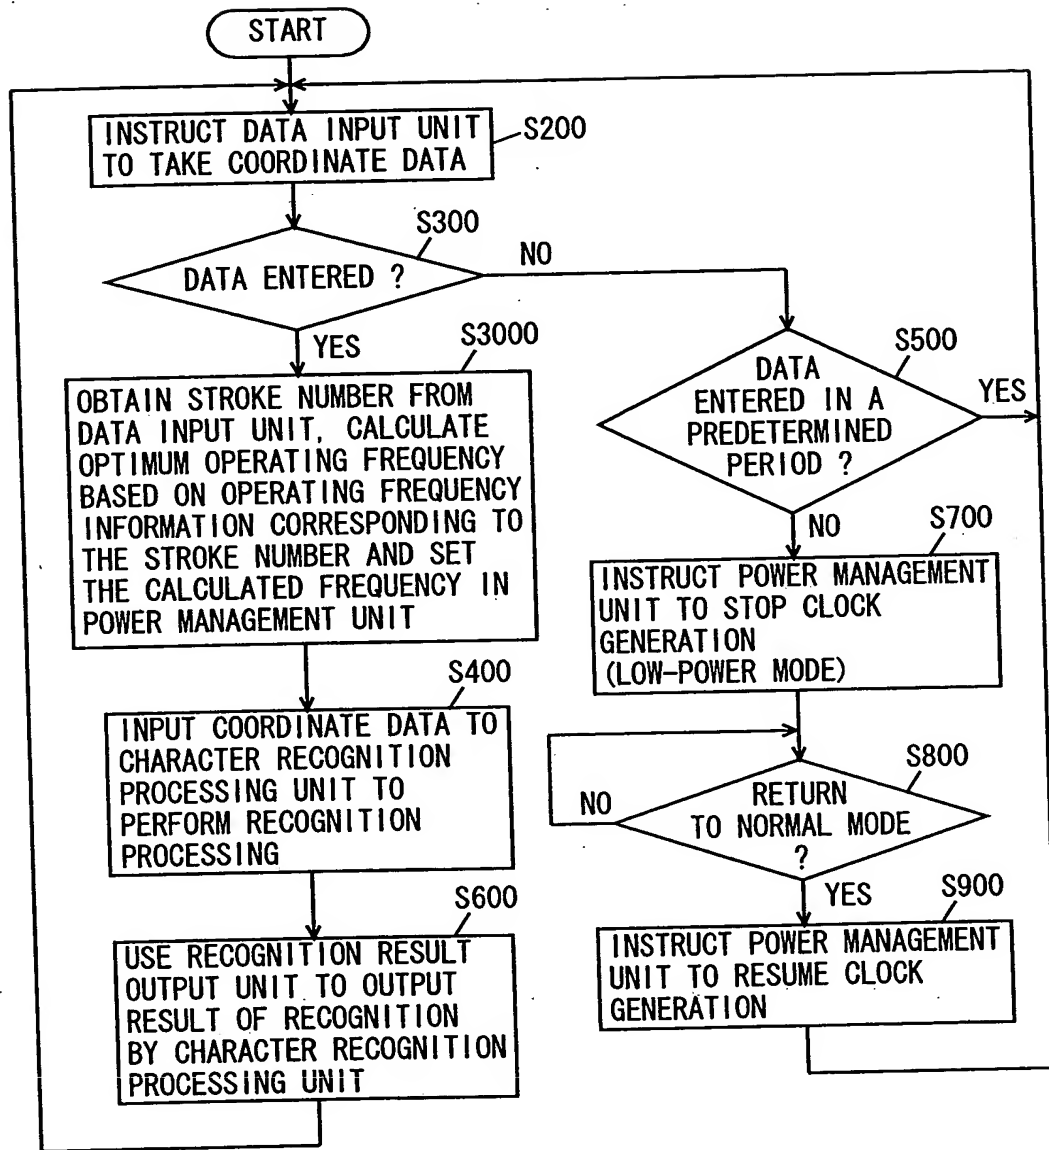 START
INSTRUCT DATA INPUT UNIT
TO TAKE COORDINATE DATA
S200
S300
DATA ENTERED ?
NO
YES
S3000
OBTAIN STROKE NUMBER FROM
DATA INPUT UNIT, CALCULATE
OPTIMUM OPERATING FREQUENCY
BASED ON OPERATING FREQUENCY
INFORMATION CORRESPONDING TO
THE STROKE NUMBER AND SET
THE CALCULATED FREQUENCY IN
POWER MANAGEMENT UNIT
S400
INPUT COORDINATE DATA TO
CHARACTER RECOGNITION
PROCESSING UNIT TO
PERFORM RECOGNITION
PROCESSING
S600
USE RECOGNITION RESULT
OUTPUT UNIT TO OUTPUT
RESULT OF RECOGNITION
BY CHARACTER RECOGNITION
PROCESSING UNIT
S500
DATA
ENTERED IN A
PREDETERMINED
PERIOD ?
YES
NO
S700
INSTRUCT POWER MANAGEMENT
UNIT TO STOP CLOCK
GENERATION
(LOW-POWER MODE)
S800
RETURN
TO NORMAL MODE
?
NO
YES
S900
INSTRUCT POWER MANAGEMENT
UNIT TO RESUME CLOCK
GENERATION